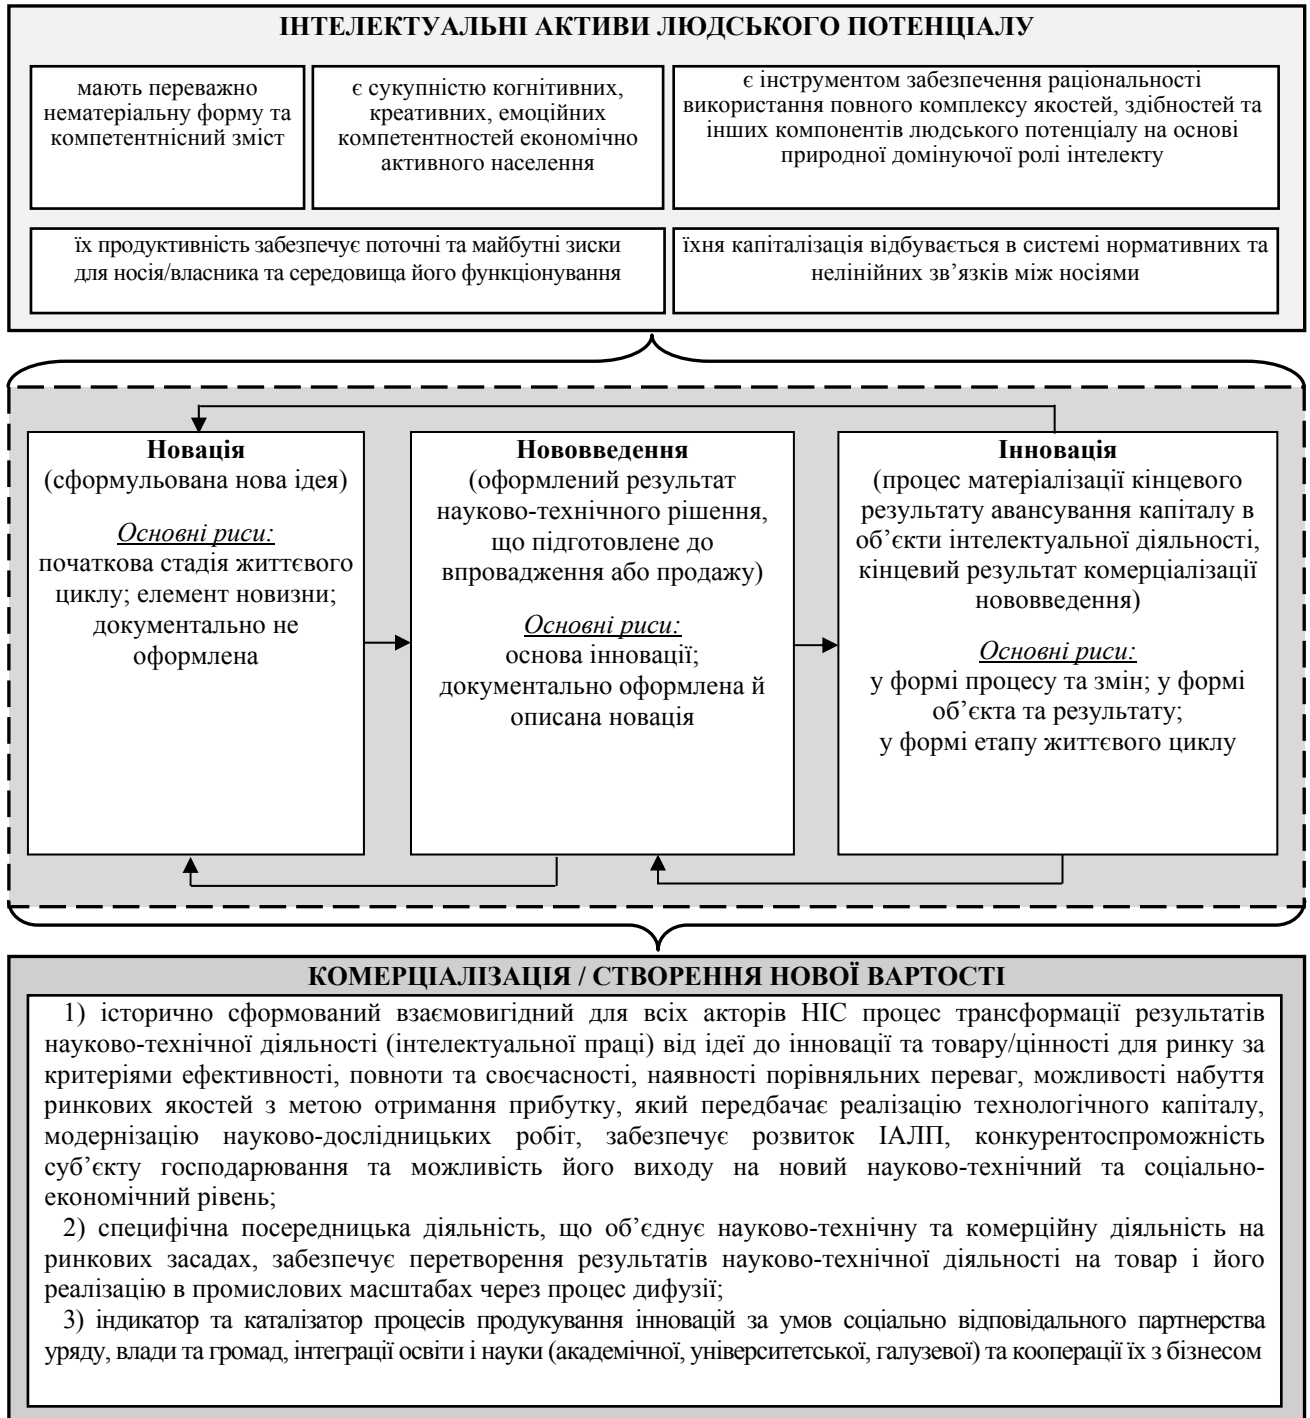 ІНТЕЛЕКТУАЛЬНІ АКТИВИ ЛЮДСЬКОГО ПОТЕНЦІАЛУ
мають переважно
нематеріальну форму та
компетентнісний зміст
є сукупністю когнітивних,
креативних, емоційних
компетентностей економічно
активного населення
є інструментом забезпечення раціональності
використання повного комплексу якостей, здібностей та
інших компонентів людського потенціалу на основі
природної домінуючої ролі інтелекту
їх продуктивність забезпечує поточні та майбутні зиски
для носія/власника та середовища його функціонування
їхня капіталізація відбувається в системі нормативних та
нелінійних зв’язків між носіями
Новація
(сформульована нова ідея)
Основні риси:
початкова стадія життєвого
циклу; елемент новизни;
документально не
оформлена
Нововведення
(оформлений результат
науково-технічного рішення,
що підготовлене до
впровадження або продажу)
Основні риси:
основа інновації;
документально оформлена й
описана новація
Інновація
(процес матеріалізації кінцевого
результату авансування капіталу в
об’єкти інтелектуальної діяльності,
кінцевий результат комерціалізації
нововведення)
Основні риси:
у формі процесу та змін; у формі
об’єкта та результату;
у формі етапу життєвого циклу
КОМЕРЦІАЛІЗАЦІЯ / СТВОРЕННЯ НОВОЇ ВАРТОСТІ
1) історично сформований взаємовигідний для всіх акторів НІС процес трансформації результатів
науково-технічної діяльності (інтелектуальної праці) від ідеї до інновації та товару/цінності для ринку за
критеріями ефективності, повноти та своєчасності, наявності порівняльних переваг, можливості набуття
ринкових якостей з метою отримання прибутку, який передбачає реалізацію технологічного капіталу,
модернізацію науково-дослідницьких робіт, забезпечує розвиток ІАЛП, конкурентоспроможність
суб’єкту господарювання та можливість його виходу на новий науково-технічний та соціально-
економічний рівень;
2) специфічна посередницька діяльність, що об’єднує науково-технічну та комерційну діяльність на
ринкових засадах, забезпечує перетворення результатів науково-технічної діяльності на товар і його
реалізацію в промислових масштабах через процес дифузії;
3) індикатор та каталізатор процесів продукування інновацій за умов соціально відповідального партнерства
уряду, влади та громад, інтеграції освіти і науки (академічної, університетської, галузевої) та кооперації їх з бізнесом